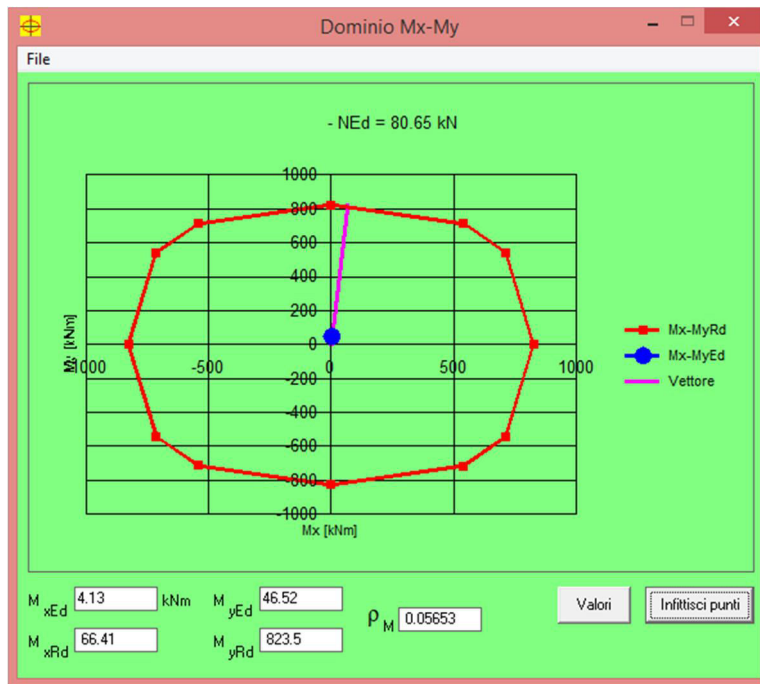 Dominio Mx-My
File
- NEd = 80.65 kN
1000
800
600
400
200
0
-200
-400
-600
-800
-1000
-500
0
500
1000
Mx [kNm]
Mx-MyRd
Mx-MyEd
Vettore
M xEd 4.13 kNm M yEd 46.52
M xRd 66.41 M yRd 823.5
ρ M 0.05653
Valori
Infittisci punti